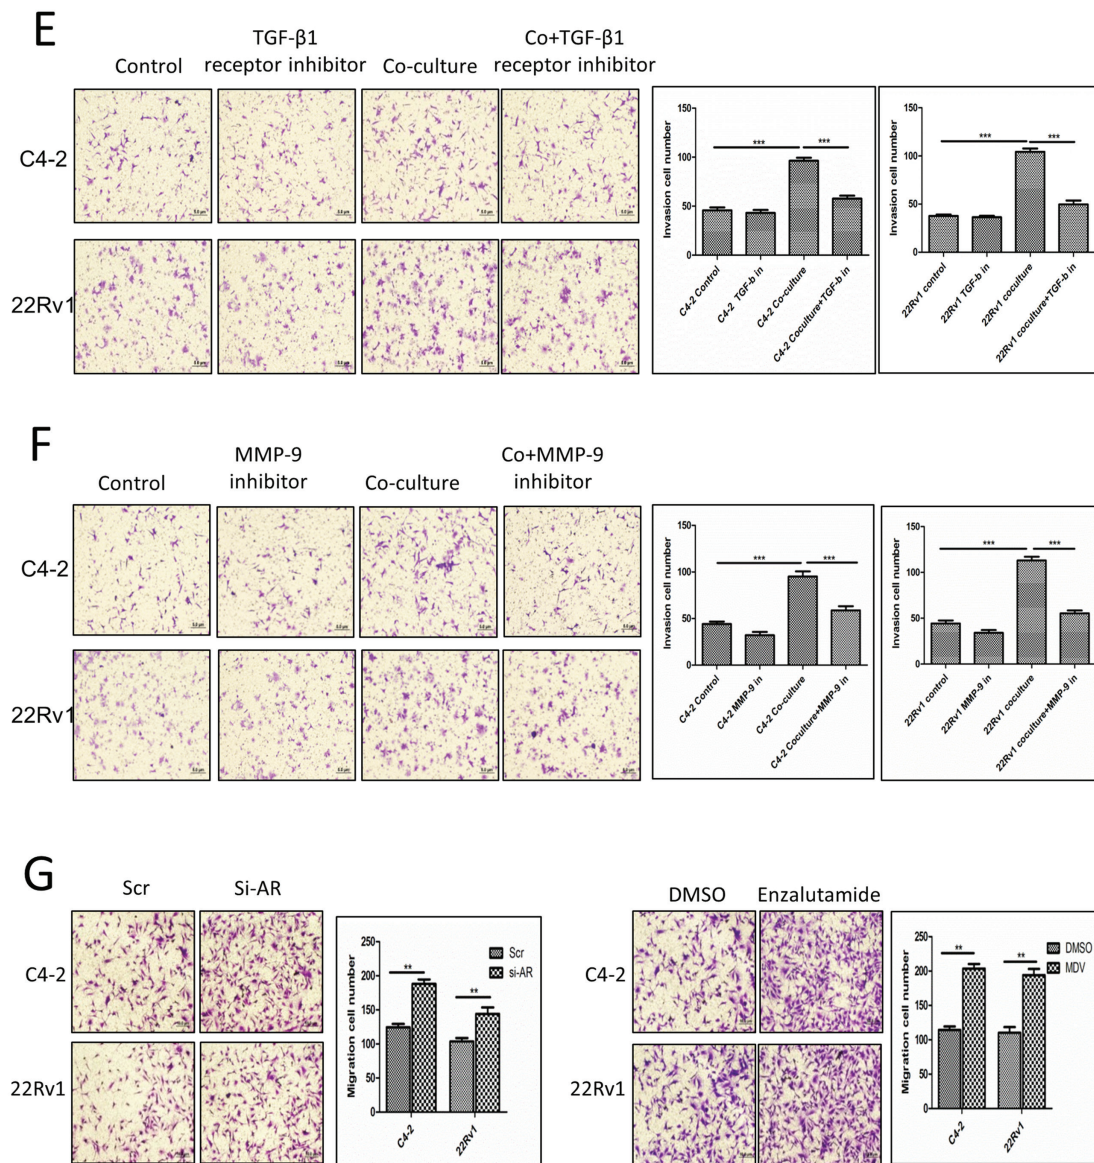 E
TGF-β1
receptor inhibitor
Co+TGF-β1
receptor inhibitor
Control
Co-culture
C4-2
22Rv1
Invasion cell number
150
100
50
0
***
***
C4-2 Control
C4-2 TGF-b in
C4-2 Co-culture
C4-2 Coculture+TGF-b in
Invasion cell number
150
100
50
0
***
***
22Rv1 control
22Rv1 TGF-b in
22Rv1 coculture
22Rv1 coculture+TGF-b in
F
Control
MMP-9
inhibitor
Co-culture
Co+MMP-9
inhibitor
C4-2
22Rv1
Invasion cell number
150
100
50
0
***
***
C4-2 Control
C4-2 MMP-9 in
C4-2 Co-culture
C4-2 Coculture+MMP-9 in
Invasion cell number
150
100
50
0
***
***
22Rv1 control
22Rv1 MMP-9 in
22Rv1 coculture
22Rv1 coculture+MMP-9 in
G
Scr
Si-AR
C4-2
22Rv1
Migration cell number
250
200
150
100
50
0
**
**
Scr
si-AR
C4-2
22Rv1
DMSO
Enzalutamide
C4-2
22Rv1
Migration cell number
250
200
150
100
50
0
**
**
DMSO
MDV
C4-2
22Rv1